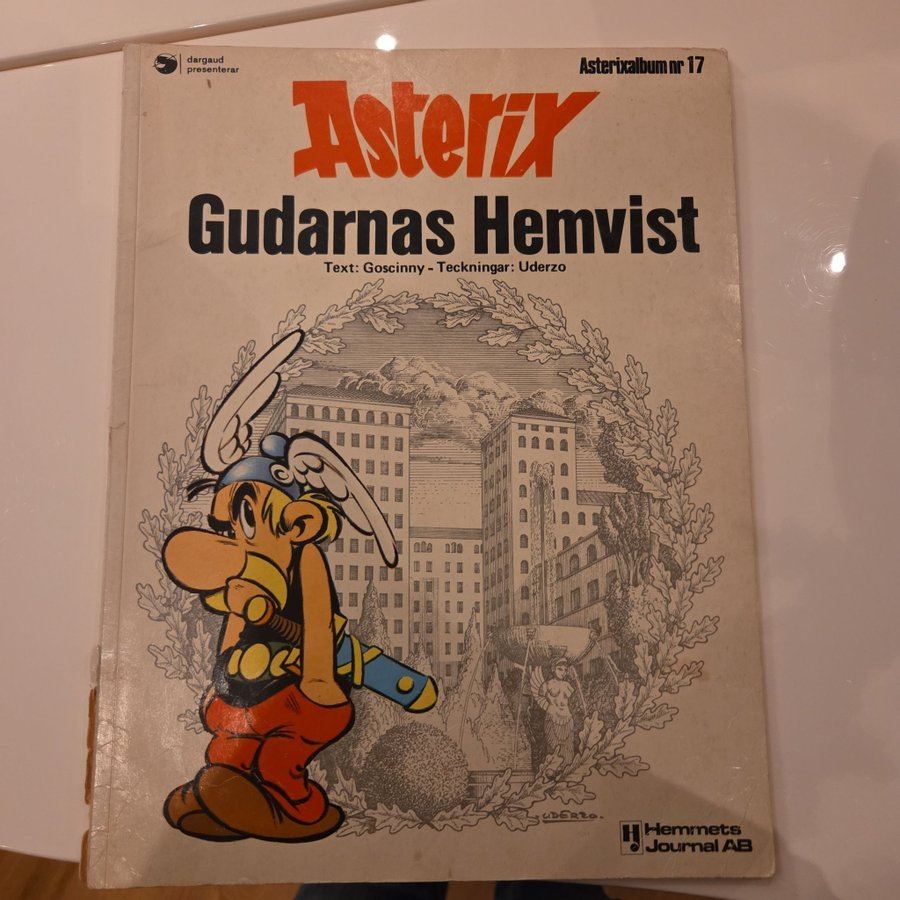 dargaud
presenterar
Asterixalbum nr 17
Asterix
Gudarnas Hemvist
Text: Goscinny - Teckningar: Uderzo
UDERZO.
H Hemmets
Journal AB